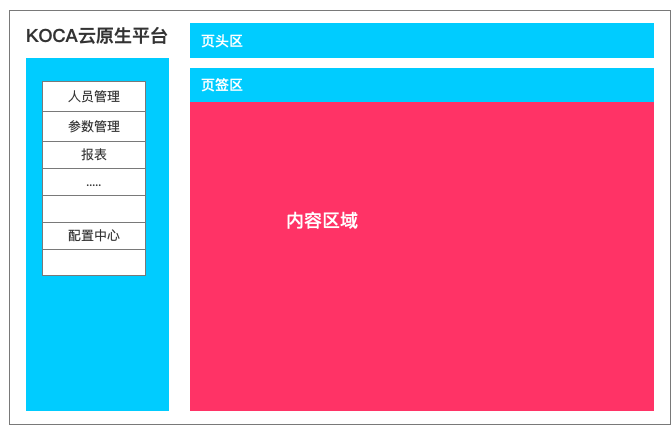 KOCA云原生平台
人员管理
参数管理
报表
.....
配置中心
页头区
页签区
内容区域